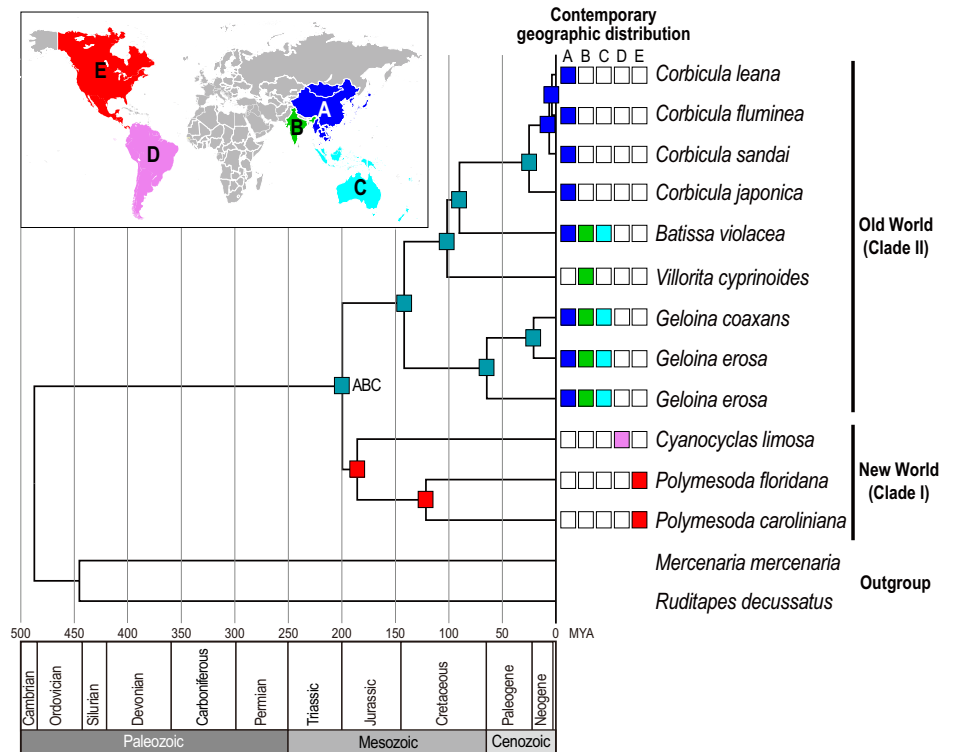 Contemporary
geographic distribution
A B C D E
E
A
B
D
C
Corbicula leana
Corbicula fluminea
Corbicula sandai
Corbicula japonica
Batissa violacea
Villorita cyprinoides
Geloina coaxans
Geloina erosa
Geloina erosa
Cyanocyclas limosa
Polymesoda floridana
Polymesoda caroliniana
Mercenaria mercenaria
Ruditapes decussatus
Old World
(Clade II)
New World
(Clade I)
Outgroup
ABC
500 450 400 350 300 250 200 150 100 50 0 MYA
Cambrian
Ordovician
Silurian
Devonian
Carboniferous
Permian
Triassic
Jurassic
Cretaceous
Paleogene
Neogene
Paleozoic Mesozoic Cenozoic